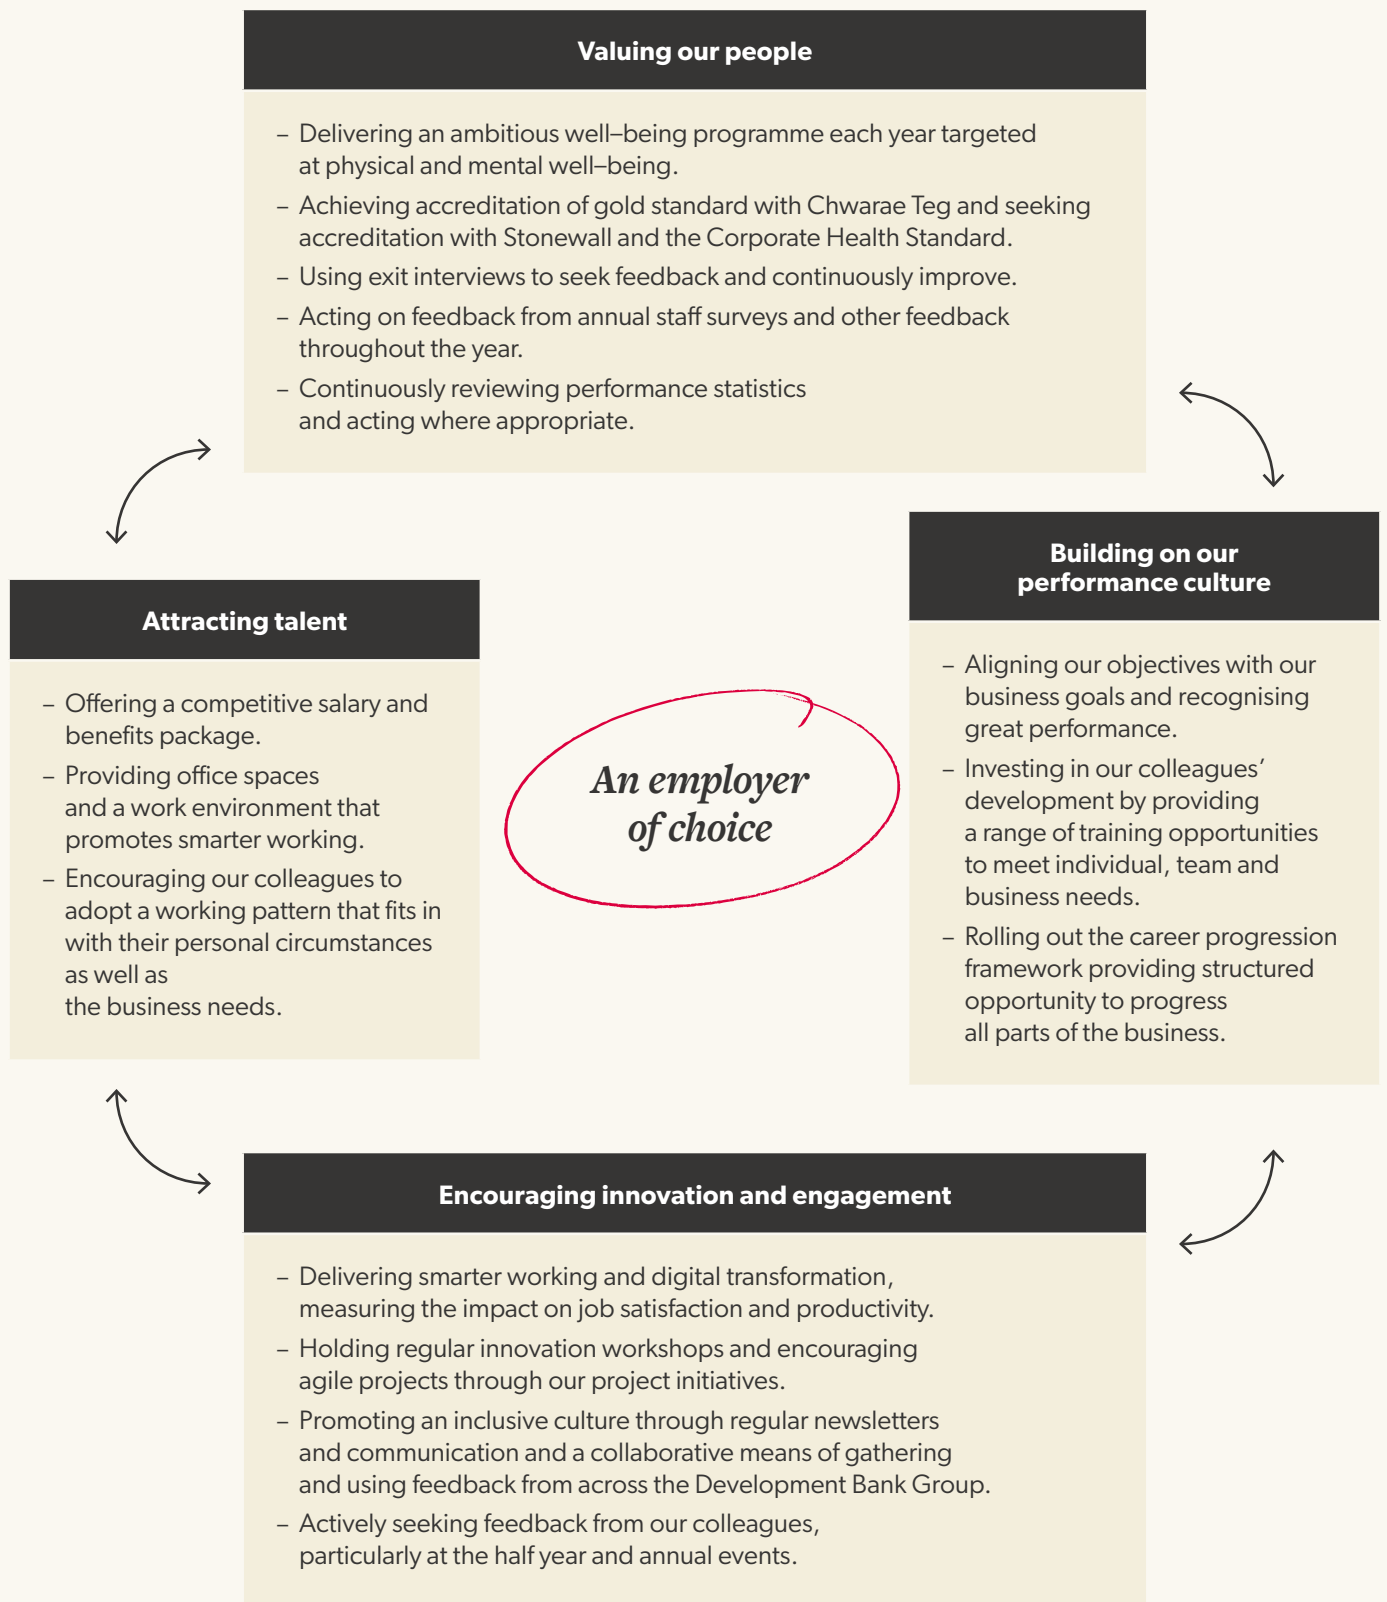 Valuing our people
– Delivering an ambitious well–being programme each year targeted
at physical and mental well–being.
– Achieving accreditation of gold standard with Chwarae Teg and seeking
accreditation with Stonewall and the Corporate Health Standard.
– Using exit interviews to seek feedback and continuously improve.
– Acting on feedback from annual staff surveys and other feedback
throughout the year.
– Continuously reviewing performance statistics
and acting where appropriate.
Attracting talent
– Offering a competitive salary and
benefits package.
– Providing office spaces
and a work environment that
promotes smarter working.
– Encouraging our colleagues to
adopt a working pattern that fits in
with their personal circumstances
as well as
the business needs.
An employer
of choice
Building on our
performance culture
– Aligning our objectives with our
business goals and recognising
great performance.
– Investing in our colleagues’
development by providing
a range of training opportunities
to meet individual, team and
business needs.
– Rolling out the career progression
framework providing structured
opportunity to progress
all parts of the business.
Encouraging innovation and engagement
– Delivering smarter working and digital transformation,
measuring the impact on job satisfaction and productivity.
– Holding regular innovation workshops and encouraging
agile projects through our project initiatives.
– Promoting an inclusive culture through regular newsletters
and communication and a collaborative means of gathering
and using feedback from across the Development Bank Group.
– Actively seeking feedback from our colleagues,
particularly at the half year and annual events.